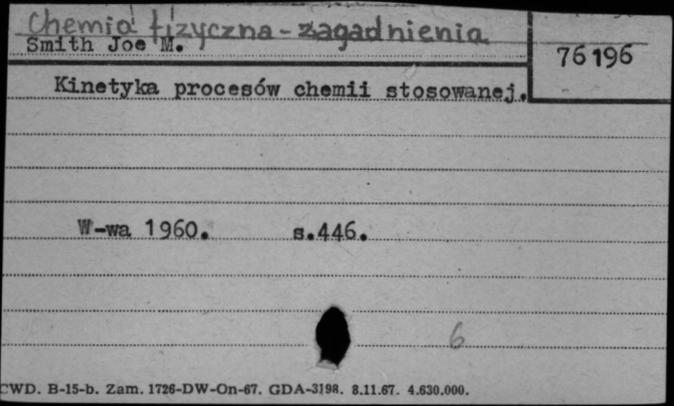 Chemia fizyczna - zagadnienia
Smith Joe M.
76196
Kinetyka procesów chemii stosowanej.
W-wa 1960. s.446.
6
CWD. B-15-b. Zam. 1726-DW-On-67. GDA-3198. 8.11.67. 4.630.000.